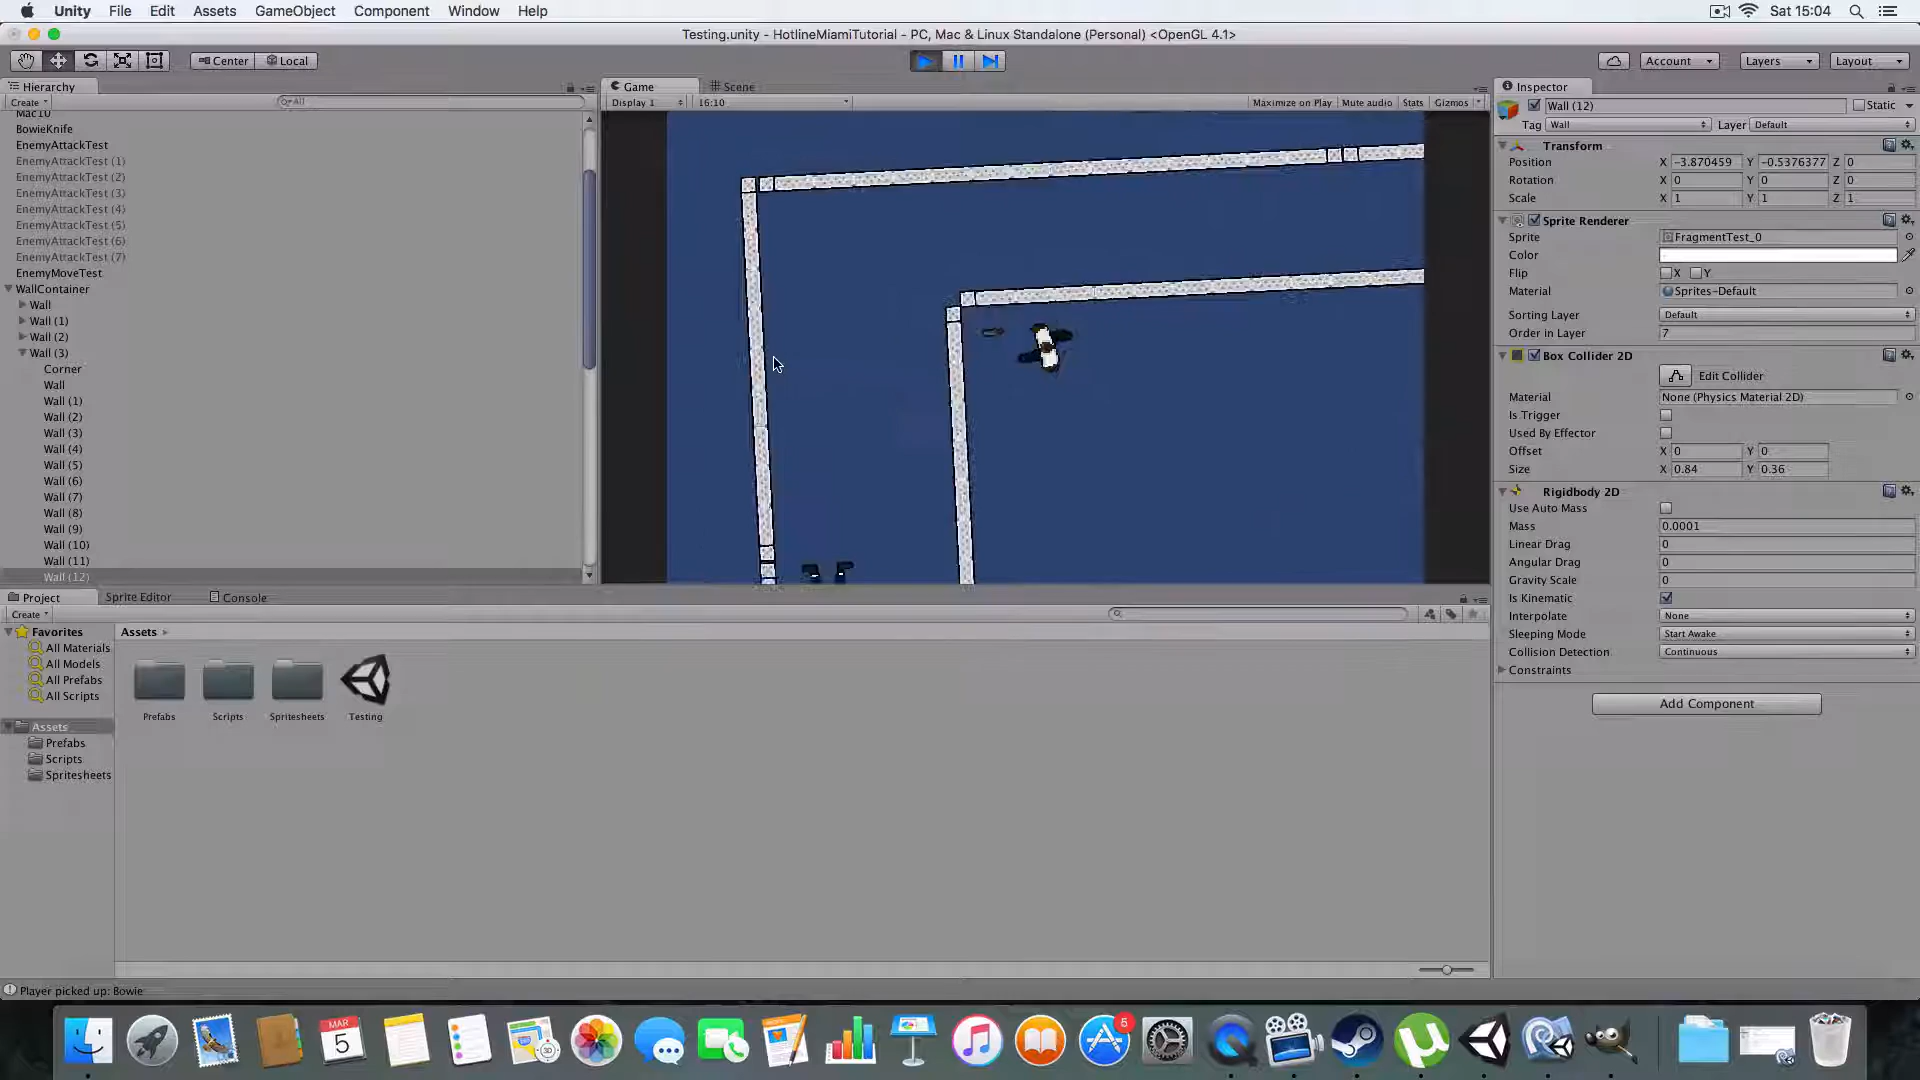 Unity File Edit Assets GameObject Component Window Help Sat 15:04
Testing.unity - HotlineMiamiTutorial - PC, Mac & Linux Standalone (Personal) <OpenGL 4.1>
Center Local Account Layers Layout
Hierarchy
Create All
Mac10
BowieKnife
EnemyAttackTest
EnemyAttackTest (1)
EnemyAttackTest (2)
EnemyAttackTest (3)
EnemyAttackTest (4)
EnemyAttackTest (5)
EnemyAttackTest (6)
EnemyAttackTest (7)
EnemyMoveTest
WallContainer
Wall
Wall (1)
Wall (2)
Wall (3)
Corner
Wall
Wall (1)
Wall (2)
Wall (3)
Wall (4)
Wall (5)
Wall (6)
Wall (7)
Wall (8)
Wall (9)
Wall (10)
Wall (11)
Wall (12)
Game Scene
Display 1 16:10 Maximize on Play Mute audio Stats Gizmos
Inspector
Wall (12) Static
Tag Wall Layer Default
Transform
Position X -3.870459 Y -0.5376377 Z 0
Rotation X 0 Y 0 Z 0
Scale X 1 Y 1 Z 1
Sprite Renderer
Sprite FragmentTest_0
Color
Flip X Y
Material Sprites-Default
Sorting Layer Default
Order in Layer 7
Box Collider 2D
Edit Collider
Material None (Physics Material 2D)
Is Trigger
Used By Effector
Offset X 0 Y 0
Size X 0.84 Y 0.36
Rigidbody 2D
Use Auto Mass
Mass 0.0001
Linear Drag 0
Angular Drag 0
Gravity Scale 0
Is Kinematic
Interpolate None
Sleeping Mode Start Awake
Collision Detection Continuous
Constraints
Add Component
Project Sprite Editor Console
Create
Favorites
All Materials
All Models
All Prefabs
All Scripts
Assets
Prefabs
Scripts
Spritesheets
Assets
Prefabs Scripts Spritesheets Testing
Player picked up: Bowie
MAR
5
5